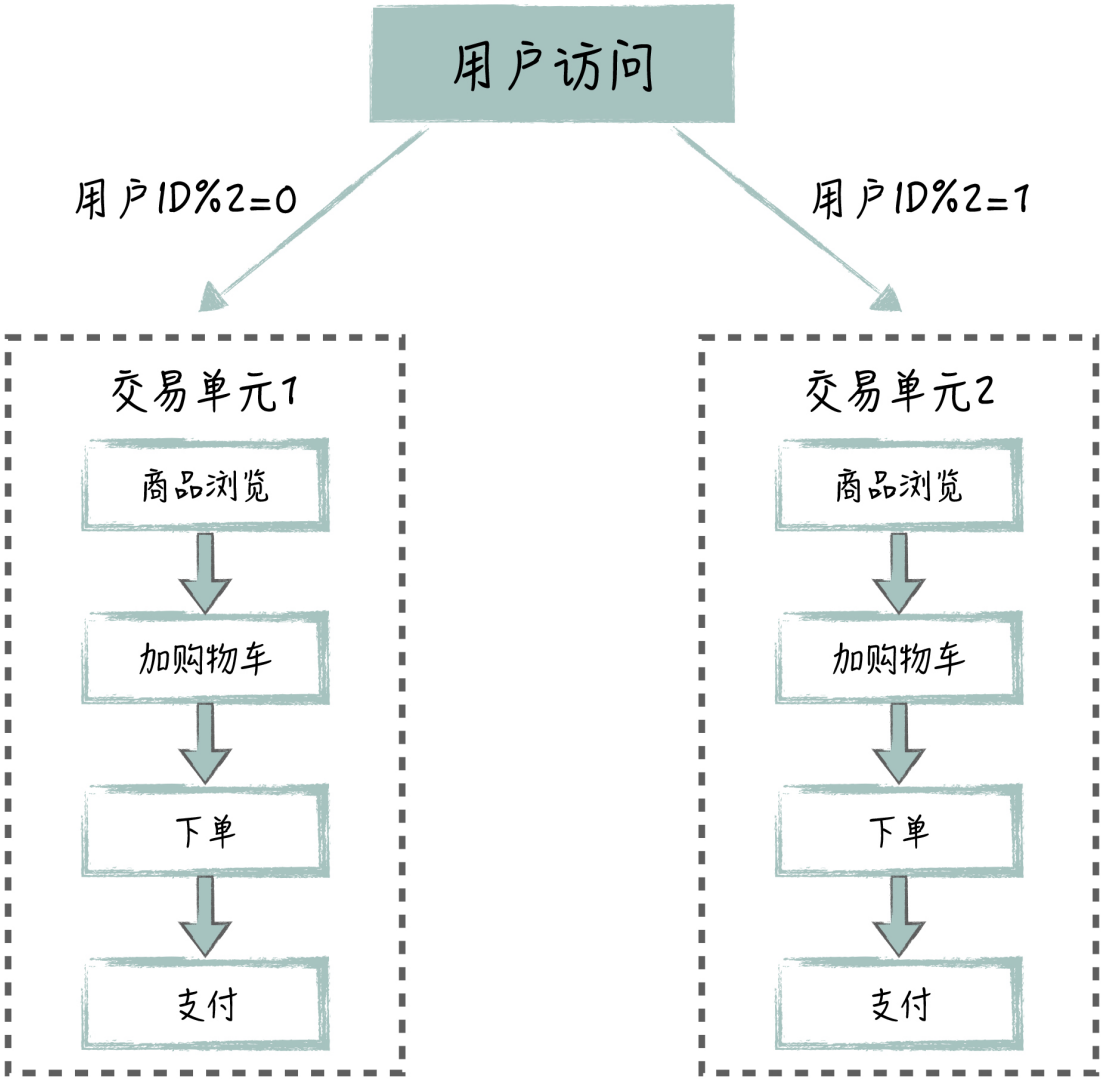 用户访问
用户ID%2=0
用户ID%2=1
交易单元1
商品浏览
加购物车
下单
支付
交易单元2
商品浏览
加购物车
下单
支付